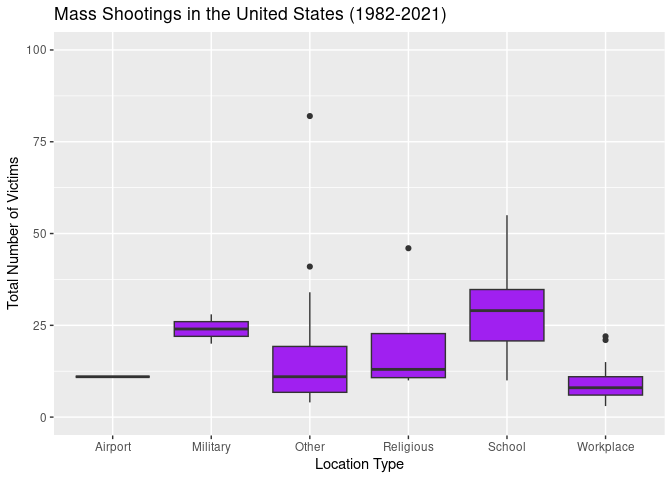 Mass Shootings in the United States (1982-2021)
100
75
50
25
0
Total Number of Victims
Airport Military Other Religious School Workplace
Location Type